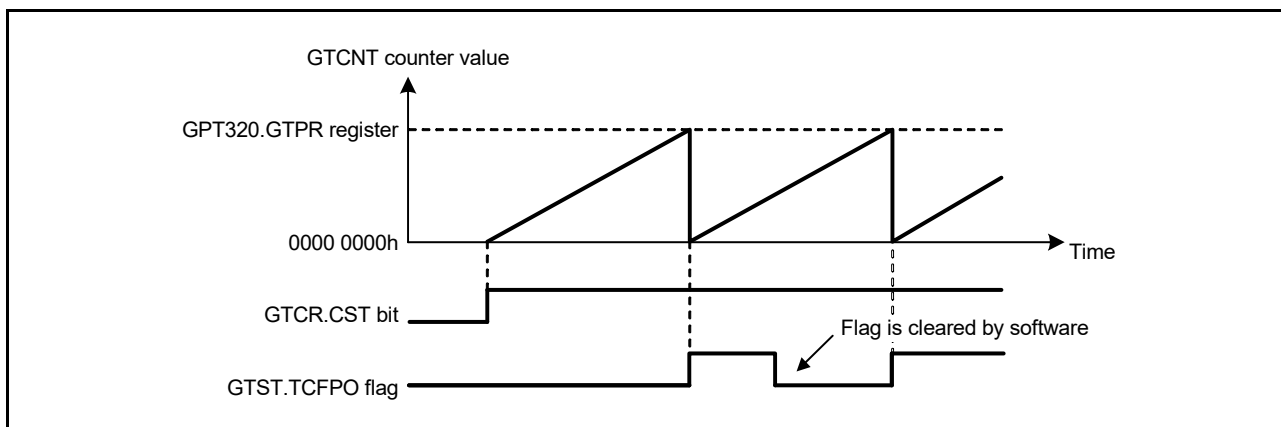 GTCNT counter value
GPT320.GTPR register
0000 0000h
Time
GTCR.CST bit
Flag is cleared by software
GTST.TCFPO flag